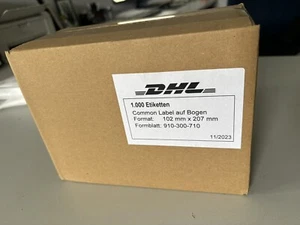 DHL
1.000 Etiketten
Common Label auf Bogen
Format: 102 mm x 207 mm
Formblatt: 910-300-710
11/2023